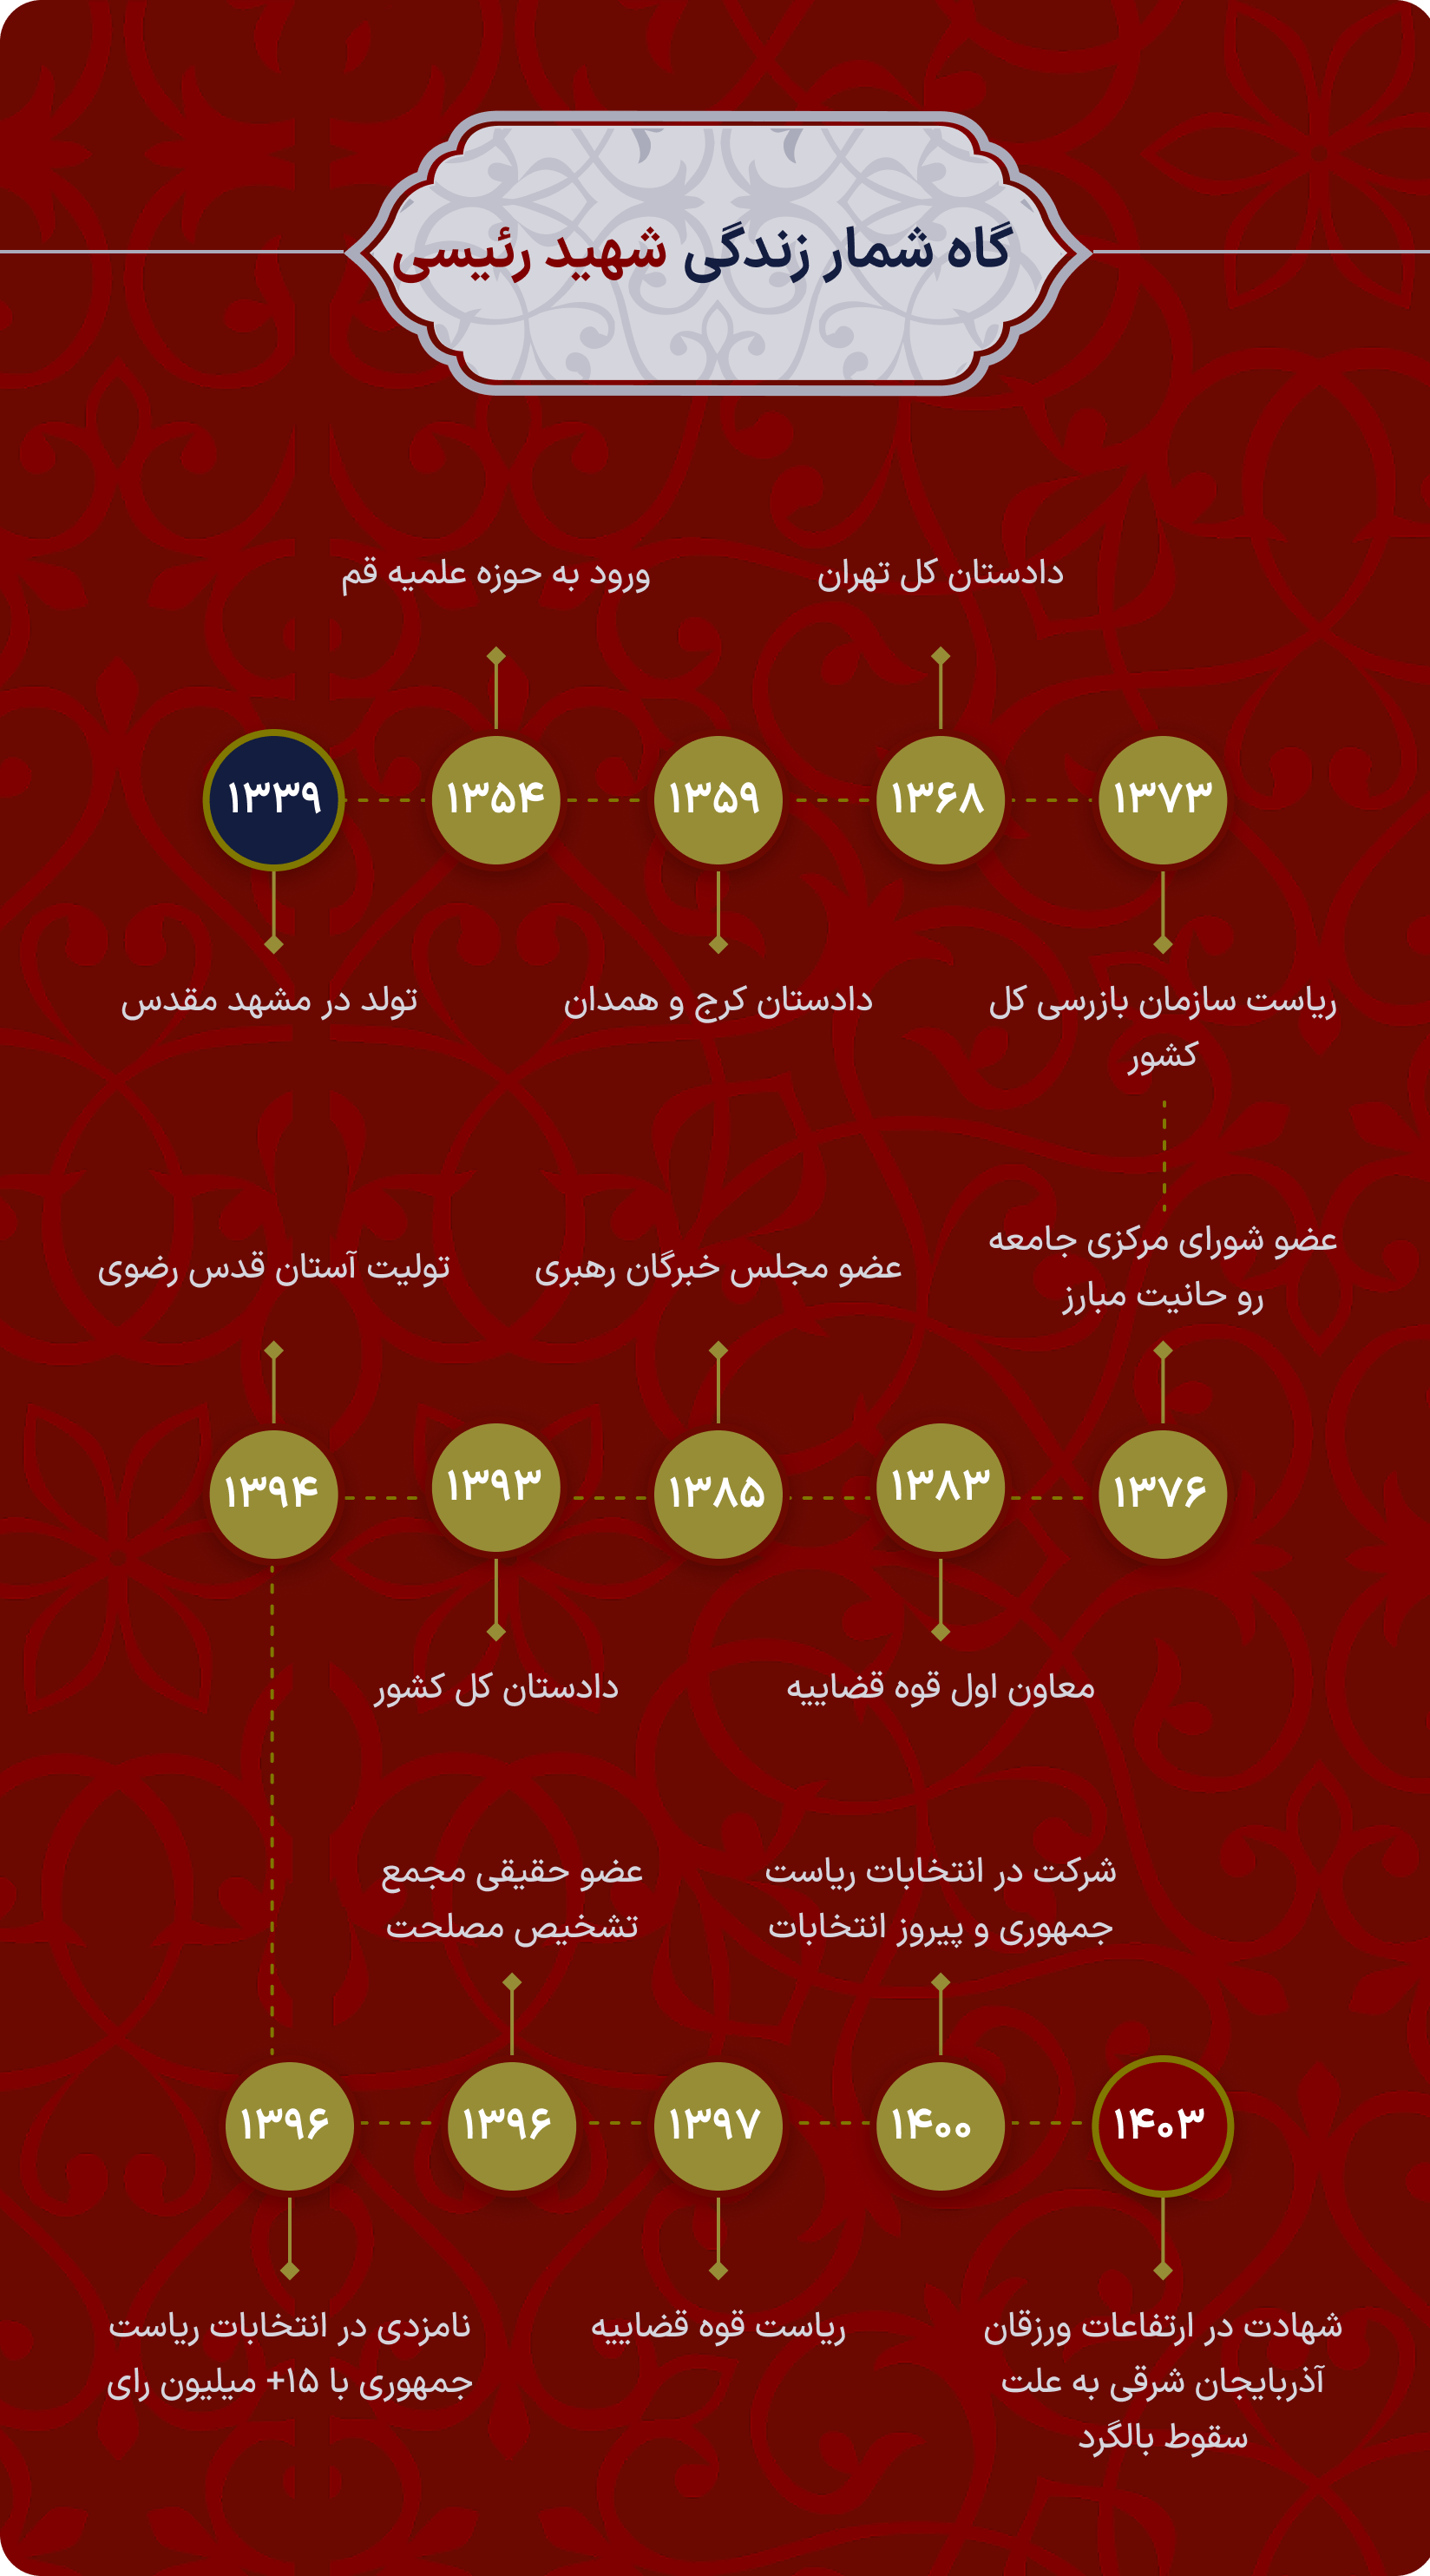 گاه شمار زندگی شهید رئیسی
ورود به حوزه علمیه قم
دادستان کل تهران
۱۳۳۹
۱۳۵۴
۱۳۵۹
۱۳۶۸
۱۳۷۳
تولد در مشهد مقدس
دادستان کرج و همدان
ریاست سازمان بازرسی کل
کشور
عضو شورای مرکزی جامعه
رو حانیت مبارز
عضو مجلس خبرگان رهبری
تولیت آستان قدس رضوی
۱۳۷۶
۱۳۸۳
۱۳۸۵
۱۳۹۳
۱۳۹۴
معاون اول قوه قضاییه
دادستان کل کشور
عضو حقیقی مجمع
تشخیص مصلحت
شرکت در انتخابات ریاست
جمهوری و پیروز انتخابات
۱۳۹۶
۱۳۹۶
۱۳۹۷
۱۴۰۰
۱۴۰۳
نامزدی در انتخابات ریاست
جمهوری با ۱۵+ میلیون رای
ریاست قوه قضاییه
شهادت در ارتفاعات ورزقان
آذربایجان شرقی به علت
سقوط بالگرد